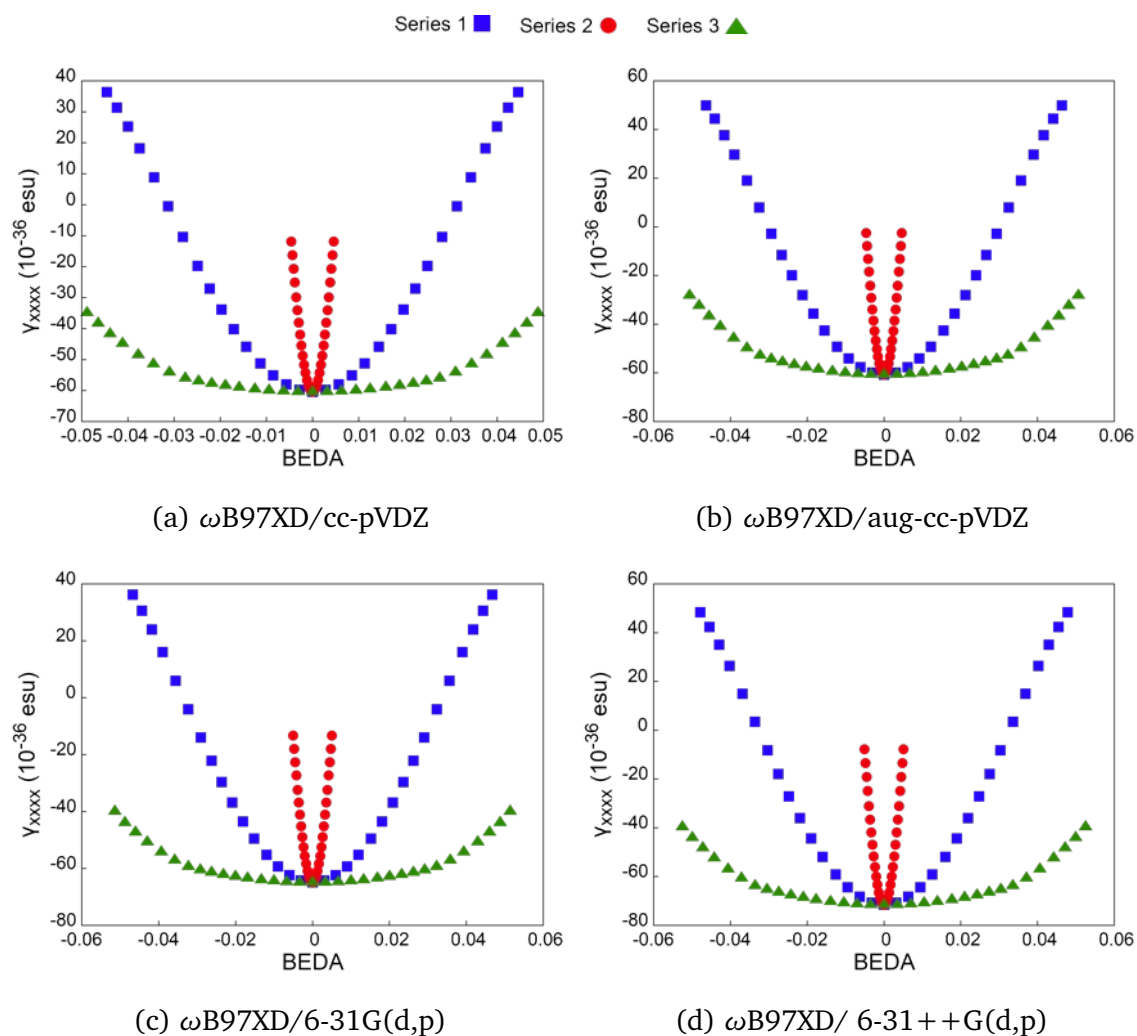 Series 1 Series 2 Series 3
40
30
20
10
0
-10
-20
-30
-40
-50
-60
-70
γxxxx (10-36 esu)
-0.05 -0.04 -0.03 -0.02 -0.01 0 0.01 0.02 0.03 0.04 0.05
BEDA
(a) ωB97XD/cc-pVDZ
60
40
20
0
-20
-40
-60
-80
γxxxx (10-36 esu)
-0.06 -0.04 -0.02 0 0.02 0.04 0.06
BEDA
(b) ωB97XD/aug-cc-pVDZ
40
20
0
-20
-40
-60
-80
γxxxx (10-36 esu)
-0.06 -0.04 -0.02 0 0.02 0.04 0.06
BEDA
(c) ωB97XD/6-31G(d,p)
60
40
20
0
-20
-40
-60
-80
γxxxx (10-36 esu)
-0.06 -0.04 -0.02 0 0.02 0.04 0.06
BEDA
(d) ωB97XD/ 6-31++G(d,p)